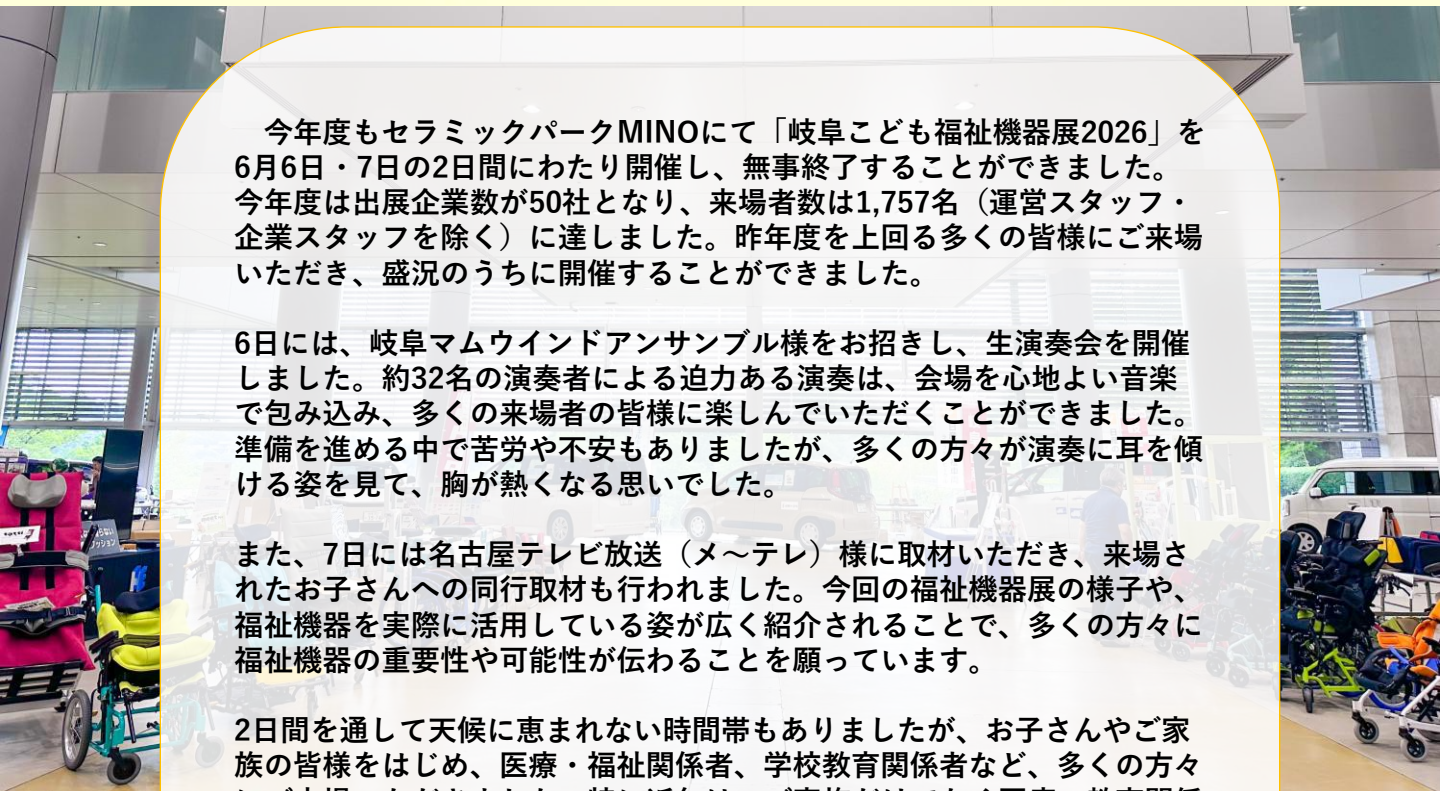 今年度もセラミックパークMINOにて「岐阜こども福祉機器展2026」を
6月6日・7日の2日間にわたり開催し、無事終了することができました。
今年度は出展企業数が50社となり、来場者数は1,757名（運営スタッフ・
企業スタッフを除く）に達しました。昨年度を上回る多くの皆様にご来場
いただき、盛況のうちに開催することができました。
6日には、岐阜マムウインドアンサンブル様をお招きし、生演奏会を開催
しました。約32名の演奏者による迫力ある演奏は、会場を心地よい音楽
で包み込み、多くの来場者の皆様に楽しんでいただくことができました。
準備を進める中で苦労や不安もありましたが、多くの方々が演奏に耳を傾
ける姿を見て、胸が熱くなる思いでした。
また、7日には名古屋テレビ放送（メ～テレ）様に取材いただき、来場さ
れたお子さんへの同行取材も行われました。今回の福祉機器展の様子や、
福祉機器を実際に活用している姿が広く紹介されることで、多くの方々に
福祉機器の重要性や可能性が伝わることを願っています。
2日間を通して天候に恵まれない時間帯もありましたが、お子さんやご家
族の皆様をはじめ、医療・福祉関係者、学校教育関係者など、多くの方々